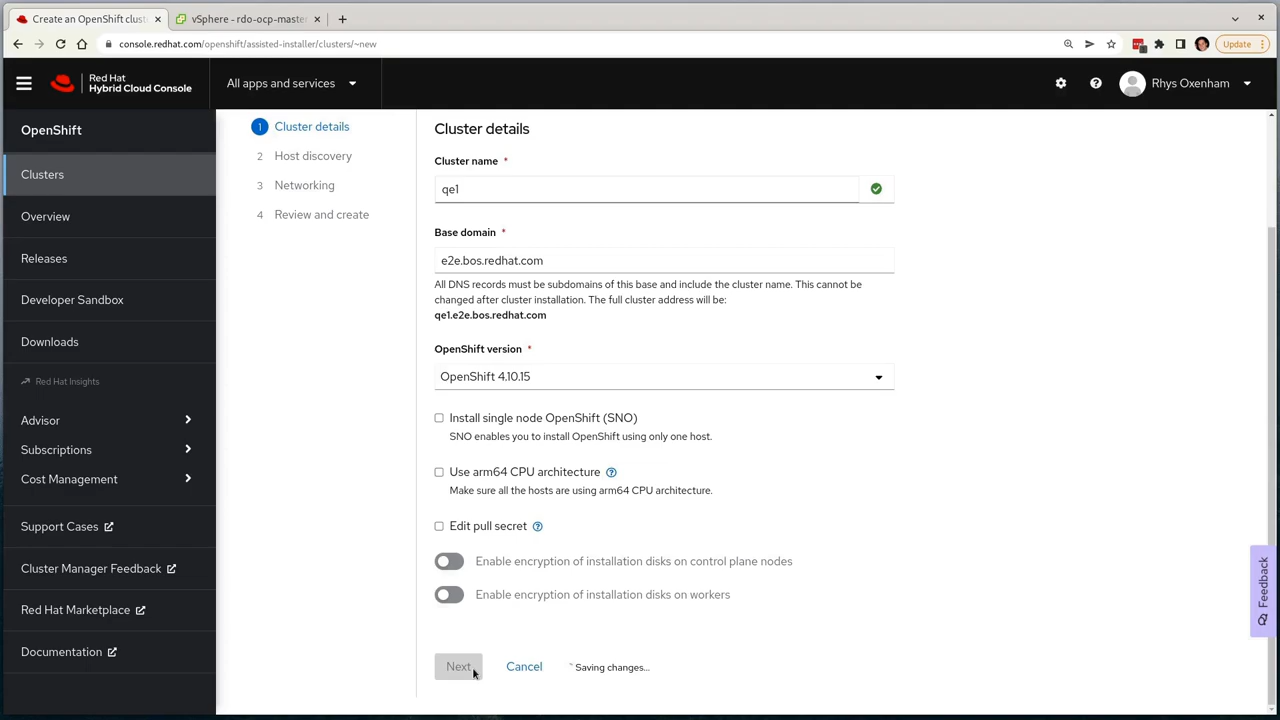 Create an OpenShift clust
vSphere - rdo-ocp-master
console.redhat.com/openshift/assisted-installer/clusters/~new
Update
Red Hat
Hybrid Cloud Console
All apps and services
Rhys Oxenham
OpenShift
Clusters
Overview
Releases
Developer Sandbox
Downloads
Red Hat Insights
Advisor
Subscriptions
Cost Management
Support Cases
Cluster Manager Feedback
Red Hat Marketplace
Documentation
1 Cluster details
2 Host discovery
3 Networking
4 Review and create
Cluster details
Cluster name *
qe1
Base domain *
e2e.bos.redhat.com
All DNS records must be subdomains of this base and include the cluster name. This cannot be
changed after cluster installation. The full cluster address will be:
qe1.e2e.bos.redhat.com
OpenShift version *
OpenShift 4.10.15
Install single node OpenShift (SNO)
SNO enables you to install OpenShift using only one host.
Use arm64 CPU architecture
Make sure all the hosts are using arm64 CPU architecture.
Edit pull secret
Enable encryption of installation disks on control plane nodes
Enable encryption of installation disks on workers
Next
Cancel
Saving changes...
Feedback